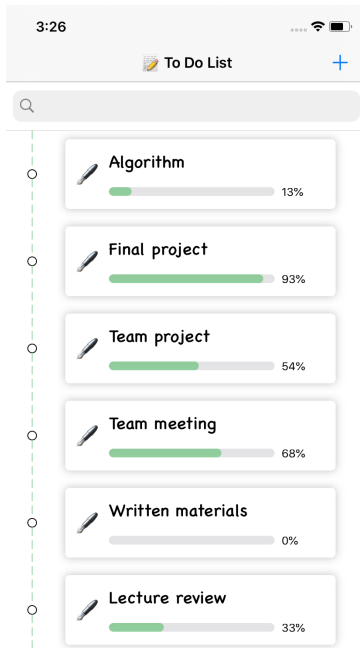 3:26
To Do List
Algorithm
13%
Final project
93%
Team project
54%
Team meeting
68%
Written materials
0%
Lecture review
33%